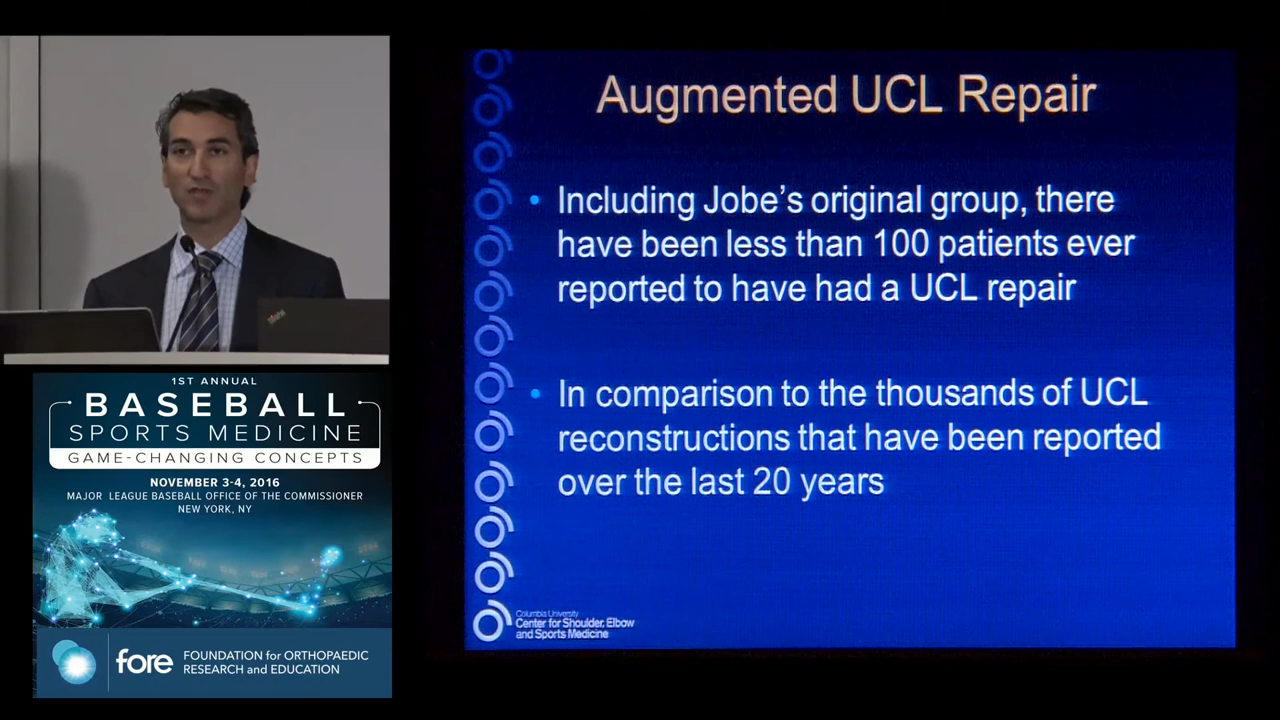 Augmented UCL Repair
• Including Jobe's original group, there
have been less than 100 patients ever
reported to have had a UCL repair
• In comparison to the thousands of UCL
reconstructions that have been reported
over the last 20 years
Columbia University
Center for Shoulder, Elbow
and Sports Medicine
1ST ANNUAL
BASEBALL
SPORTS MEDICINE
GAME-CHANGING CONCEPTS
NOVEMBER 3-4, 2016
MAJOR LEAGUE BASEBALL OFFICE OF THE COMMISSIONER
NEW YORK, NY
fore
FOUNDATION for ORTHOPAEDIC
RESEARCH and EDUCATION